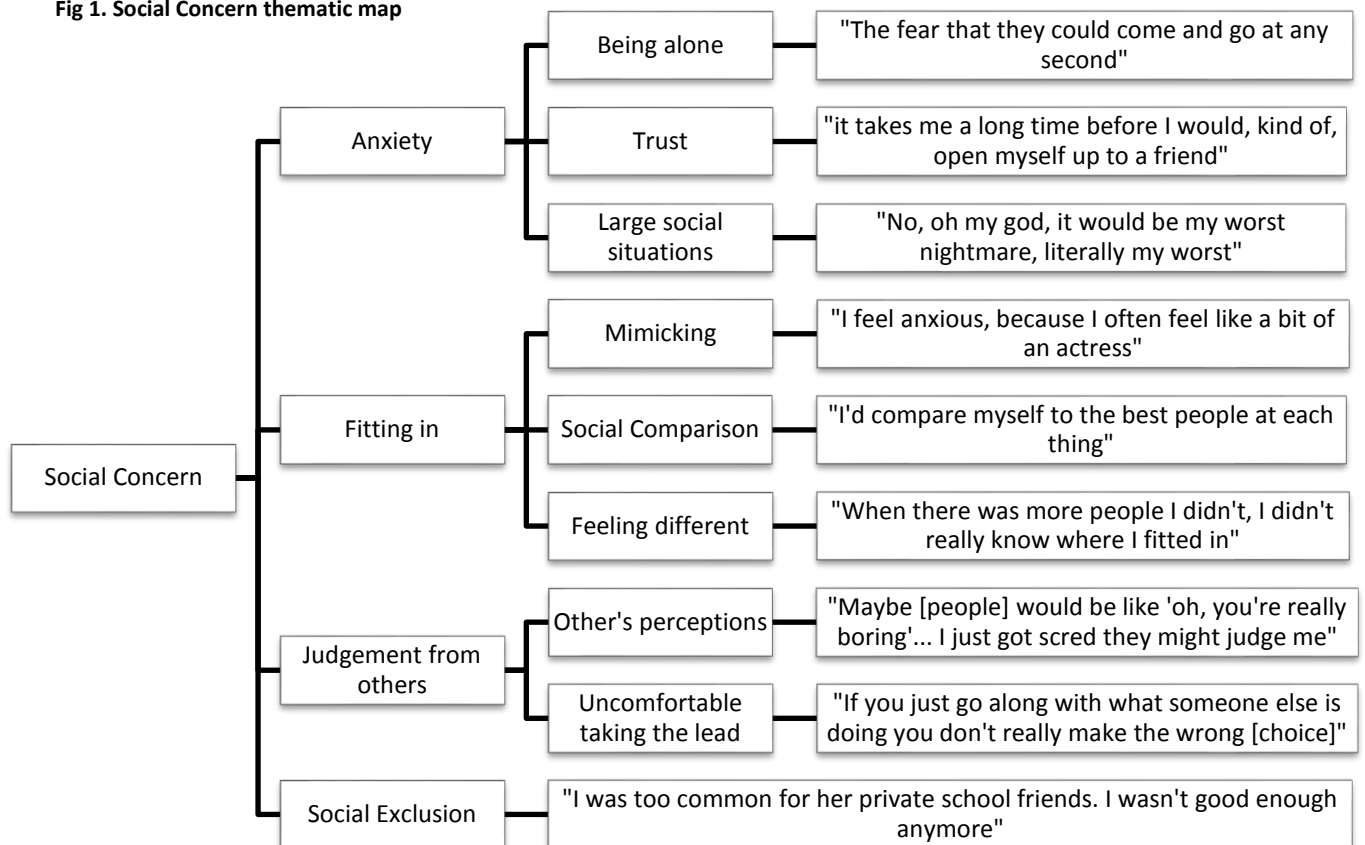 Fig 1. Social Concern thematic map
Being alone
"The fear that they could come and go at any
second"
Anxiety
Trust
"it takes me a long time before I would, kind of,
open myself up to a friend"
Large social
situations
"No, oh my god, it would be my worst
nightmare, literally my worst"
Mimicking
"I feel anxious, because I often feel like a bit of
an actress"
Social Concern
Fitting in
Social Comparison
"I'd compare myself to the best people at each
thing"
Feeling different
"When there was more people I didn't, I didn't
really know where I fitted in"
Judgement from
others
Other's perceptions
"Maybe [people] would be like 'oh, you're really
boring'... I just got scred they might judge me"
Uncomfortable
taking the lead
"If you just go along with what someone else is
doing you don't really make the wrong [choice]"
Social Exclusion
"I was too common for her private school friends. I wasn't good enough
anymore"